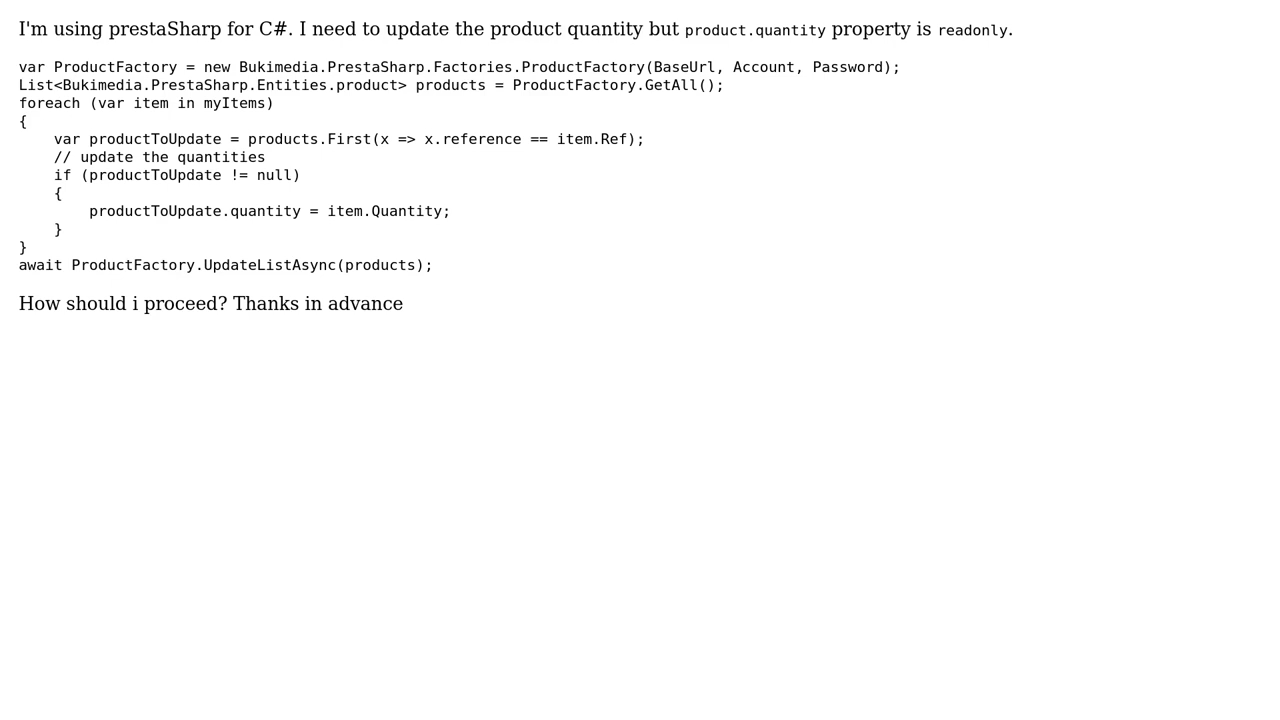 I'm using prestaSharp for C#. I need to update the product quantity but product.quantity property is readonly.
var ProductFactory = new Bukimedia.PrestaSharp.Factories.ProductFactory(BaseUrl, Account, Password);
List<Bukimedia.PrestaSharp.Entities.product> products = ProductFactory.GetAll();
foreach (var item in myItems)
{
    var productToUpdate = products.First(x => x.reference == item.Ref);
    // update the quantities
    if (productToUpdate != null)
    {
        productToUpdate.quantity = item.Quantity;
    }
}
await ProductFactory.UpdateListAsync(products);
How should i proceed? Thanks in advance